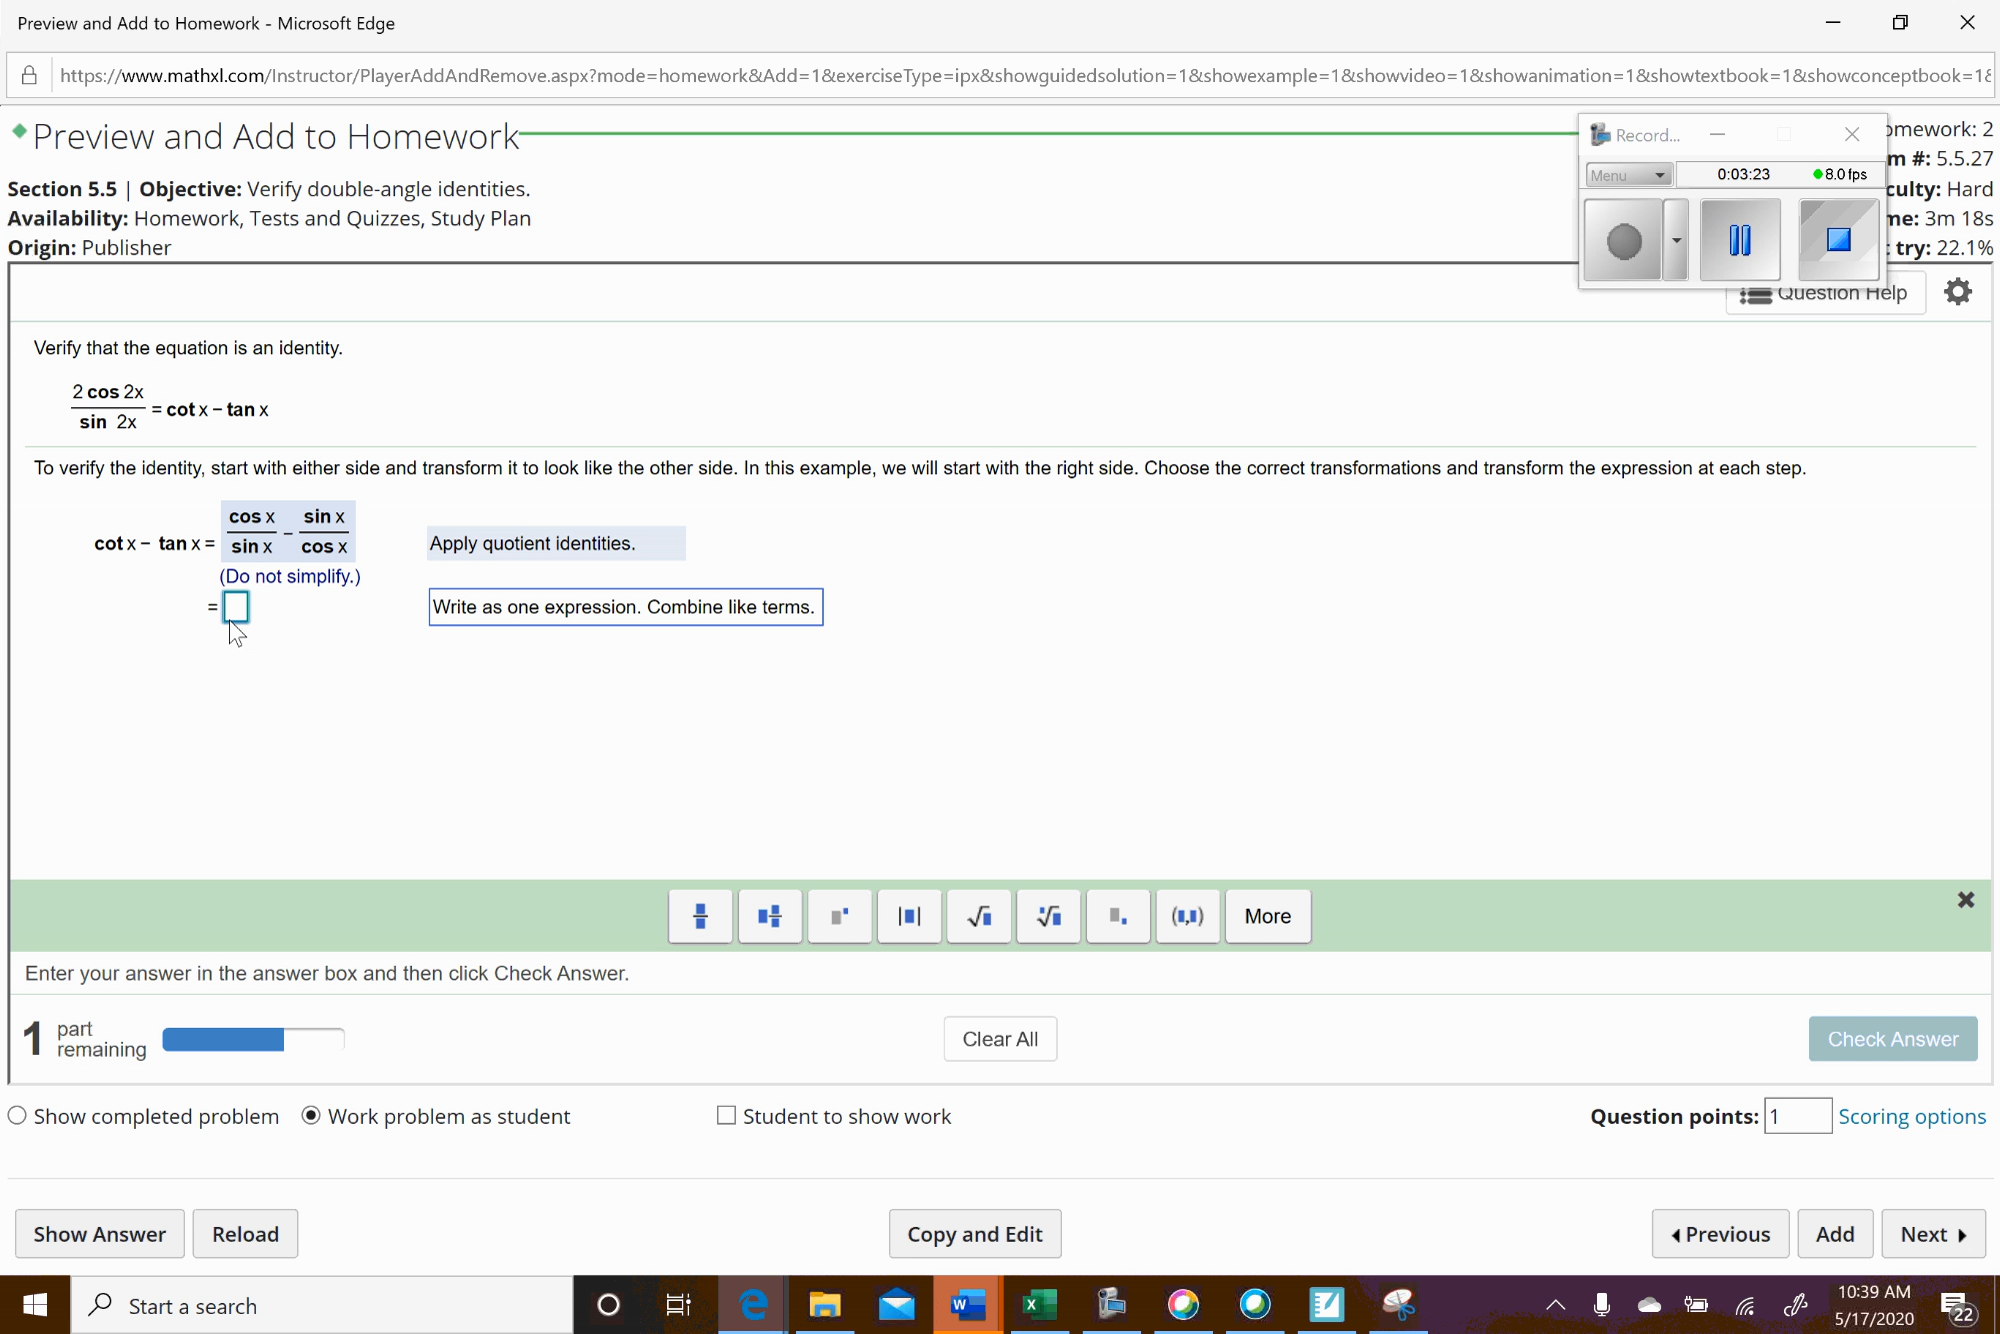 Preview and Add to Homework - Microsoft Edge
https://www.mathxl.com/Instructor/PlayerAddAndRemove.aspx?mode=homework&Add=1&exerciseType=ipx&showguidedsolution=1&showexample=1&showvideo=1&showanimation=1&showtextbook=1&showconceptbook=1&
Preview and Add to Homework
omework: 2
Record...
m #: 5.5.27
Menu
0:03:23
8.0 fps
Section 5.5 | Objective: Verify double-angle identities.
culty: Hard
Availability: Homework, Tests and Quizzes, Study Plan
me: 3m 18s
Origin: Publisher
: try: 22.1%
Question Help
Verify that the equation is an identity.
2 cos 2x
sin 2x
= cot x − tan x
To verify the identity, start with either side and transform it to look like the other side. In this example, we will start with the right side. Choose the correct transformations and transform the expression at each step.
cot x − tan x =
cos x
sin x
−
sin x
cos x
Apply quotient identities.
(Do not simplify.)
=
Write as one expression. Combine like terms.
More
Enter your answer in the answer box and then click Check Answer.
1 part remaining
Clear All
Check Answer
Show completed problem
Work problem as student
Student to show work
Question points: 1
Scoring options
Show Answer
Reload
Copy and Edit
Previous
Add
Next
Start a search
10:39 AM
5/17/2020
22